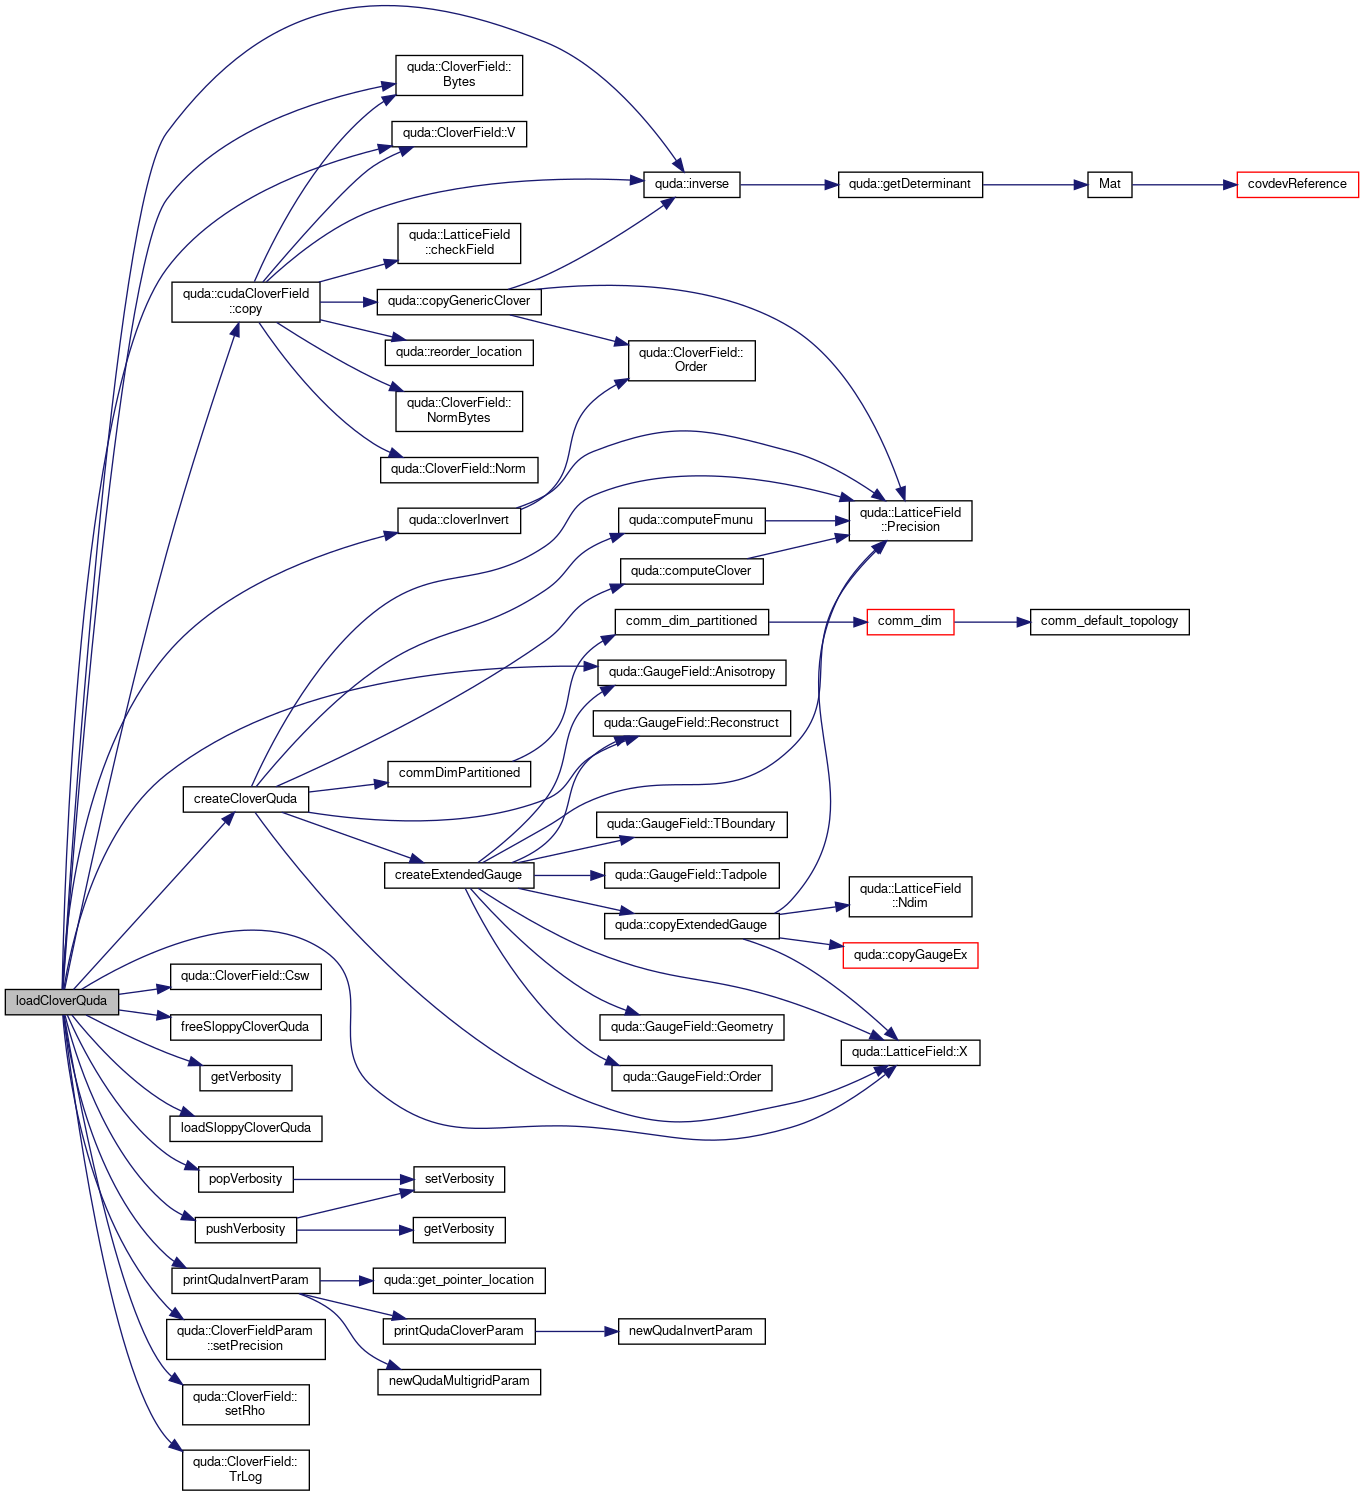 quda::CloverField::
Bytes
quda::CloverField::V
quda::inverse
quda::getDeterminant
Mat
covdevReference
quda::LatticeField
::checkField
quda::cudaCloverField
::copy
quda::copyGenericClover
quda::reorder_location
quda::CloverField::
Order
quda::CloverField::
NormBytes
quda::CloverField::Norm
quda::cloverInvert
quda::computeFmunu
quda::LatticeField
::Precision
quda::computeClover
comm_dim_partitioned
comm_dim
comm_default_topology
quda::GaugeField::Anisotropy
quda::GaugeField::Reconstruct
commDimPartitioned
createCloverQuda
quda::GaugeField::TBoundary
createExtendedGauge
quda::GaugeField::Tadpole
quda::LatticeField
::Ndim
quda::copyExtendedGauge
quda::copyGaugeEx
quda::CloverField::Csw
loadCloverQuda
freeSloppyCloverQuda
quda::GaugeField::Geometry
quda::LatticeField::X
getVerbosity
quda::GaugeField::Order
loadSloppyCloverQuda
popVerbosity
setVerbosity
pushVerbosity
getVerbosity
printQudaInvertParam
quda::get_pointer_location
quda::CloverFieldParam
::setPrecision
printQudaCloverParam
newQudaInvertParam
newQudaMultigridParam
quda::CloverField::
setRho
quda::CloverField::
TrLog